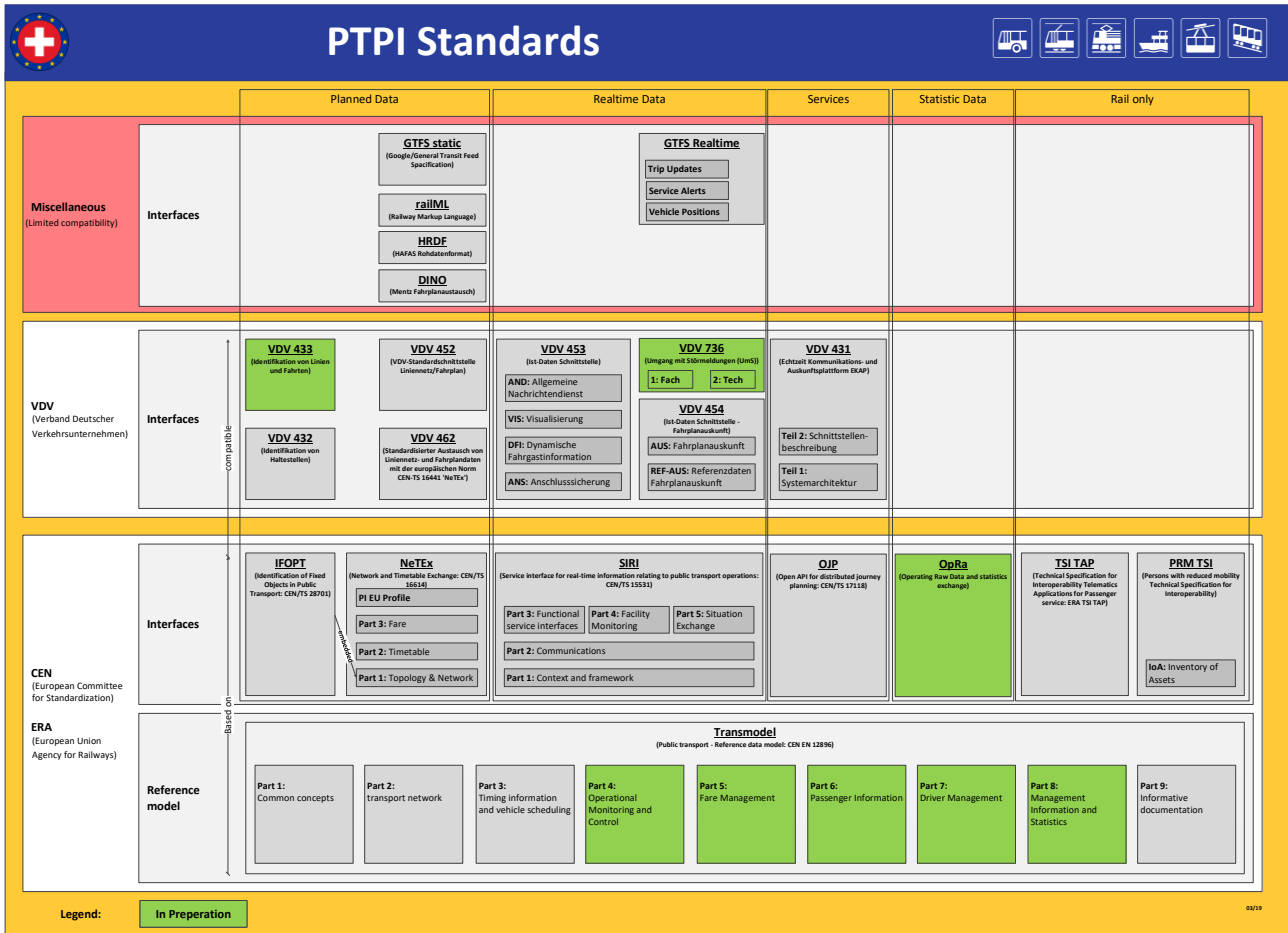 PTPI Standards
Planned Data
Realtime Data
Services
Statistic Data
Rail only
Miscellaneous
(Limited compatibility)
Interfaces
GTFS static
(Google/General Transit Feed
Spacification)
railML
(Railway Markup Language)
HRDF
(HAFAS Rohdatenformat)
DINO
(Mentz Fahrplanaustausch)
GTFS Realtime
Trip Updates
Service Alerts
Vehicle Positions
VDV
(Verband Deutscher
Verkehrsunternehmen)
Interfaces
compatible
VDV 433
(Identifikation von Linien
und Fahrten)
VDV 432
(Identifikation von
Haltestellen)
VDV 452
(VDV-Standardschnittstelle
Liniennetz/Fahrplan)
VDV 462
(Standardisierter Austausch von
Liniennetz- und Fahrplandaten
mit der europäischen Norm
CEN-TS 16441 'NeTEx')
VDV 453
(Ist-Daten Schnittstelle)
AND: Allgemeine
Nachrichtendienst
VIS: Visualisierung
DFI: Dynamische
Fahrgastinformation
ANS: Anschlusssicherung
VDV 736
(Umgang mit Störmeldungen (UmS))
1: Fach
2: Tech
VDV 454
(Ist-Daten Schnittstelle -
Fahrplanauskunft)
AUS: Fahrplanauskunft
REF-AUS: Referenzdaten
Fahrplanauskunft
VDV 431
(Echtzeit Kommunikations- und
Auskunftsplattform EKAP)
Teil 2: Schnittstellen-
beschreibung
Teil 1:
Systemarchitektur
CEN
(European Committee
for Standardization)
ERA
(European Union
Agency for Railways)
Interfaces
Based on
IFOPT
(Identification of Fixed
Objects in Public
Transport: CEN/TS 28701)
embedded
NeTEx
(Network and Timetable Exchange: CEN/TS
16614)
PI EU Profile
Part 3: Fare
Part 2: Timetable
Part 1: Topology & Network
SIRI
(Service interface for real-time information relating to public transport operations:
CEN/TS 15531)
Part 3: Functional
service interfaces
Part 4: Facility
Monitoring
Part 5: Situation
Exchange
Part 2: Communications
Part 1: Context and framework
OJP
(Open API for distributed journey
planning: CEN/TS 17118)
OpRa
(Operating Raw Data and statistics
exchange)
TSI TAP
(Technical Specification for
Interoperability Telematics
Applications for Passenger
service: ERA TSI TAP)
PRM TSI
(Persons with reduced mobility
Technical Specification for
Interoperability)
IoA: Inventory of
Assets
Reference
model
Transmodel
(Public transport - Reference data model: CEN EN 12896)
Part 1:
Common concepts
Part 2:
transport network
Part 3:
Timing information
and vehicle scheduling
Part 4:
Operational
Monitoring and
Control
Part 5:
Fare Management
Part 6:
Passenger Information
Part 7:
Driver Management
Part 8:
Management
Information and
Statistics
Part 9:
Informative
documentation
Legend:
In Preperation
03/19